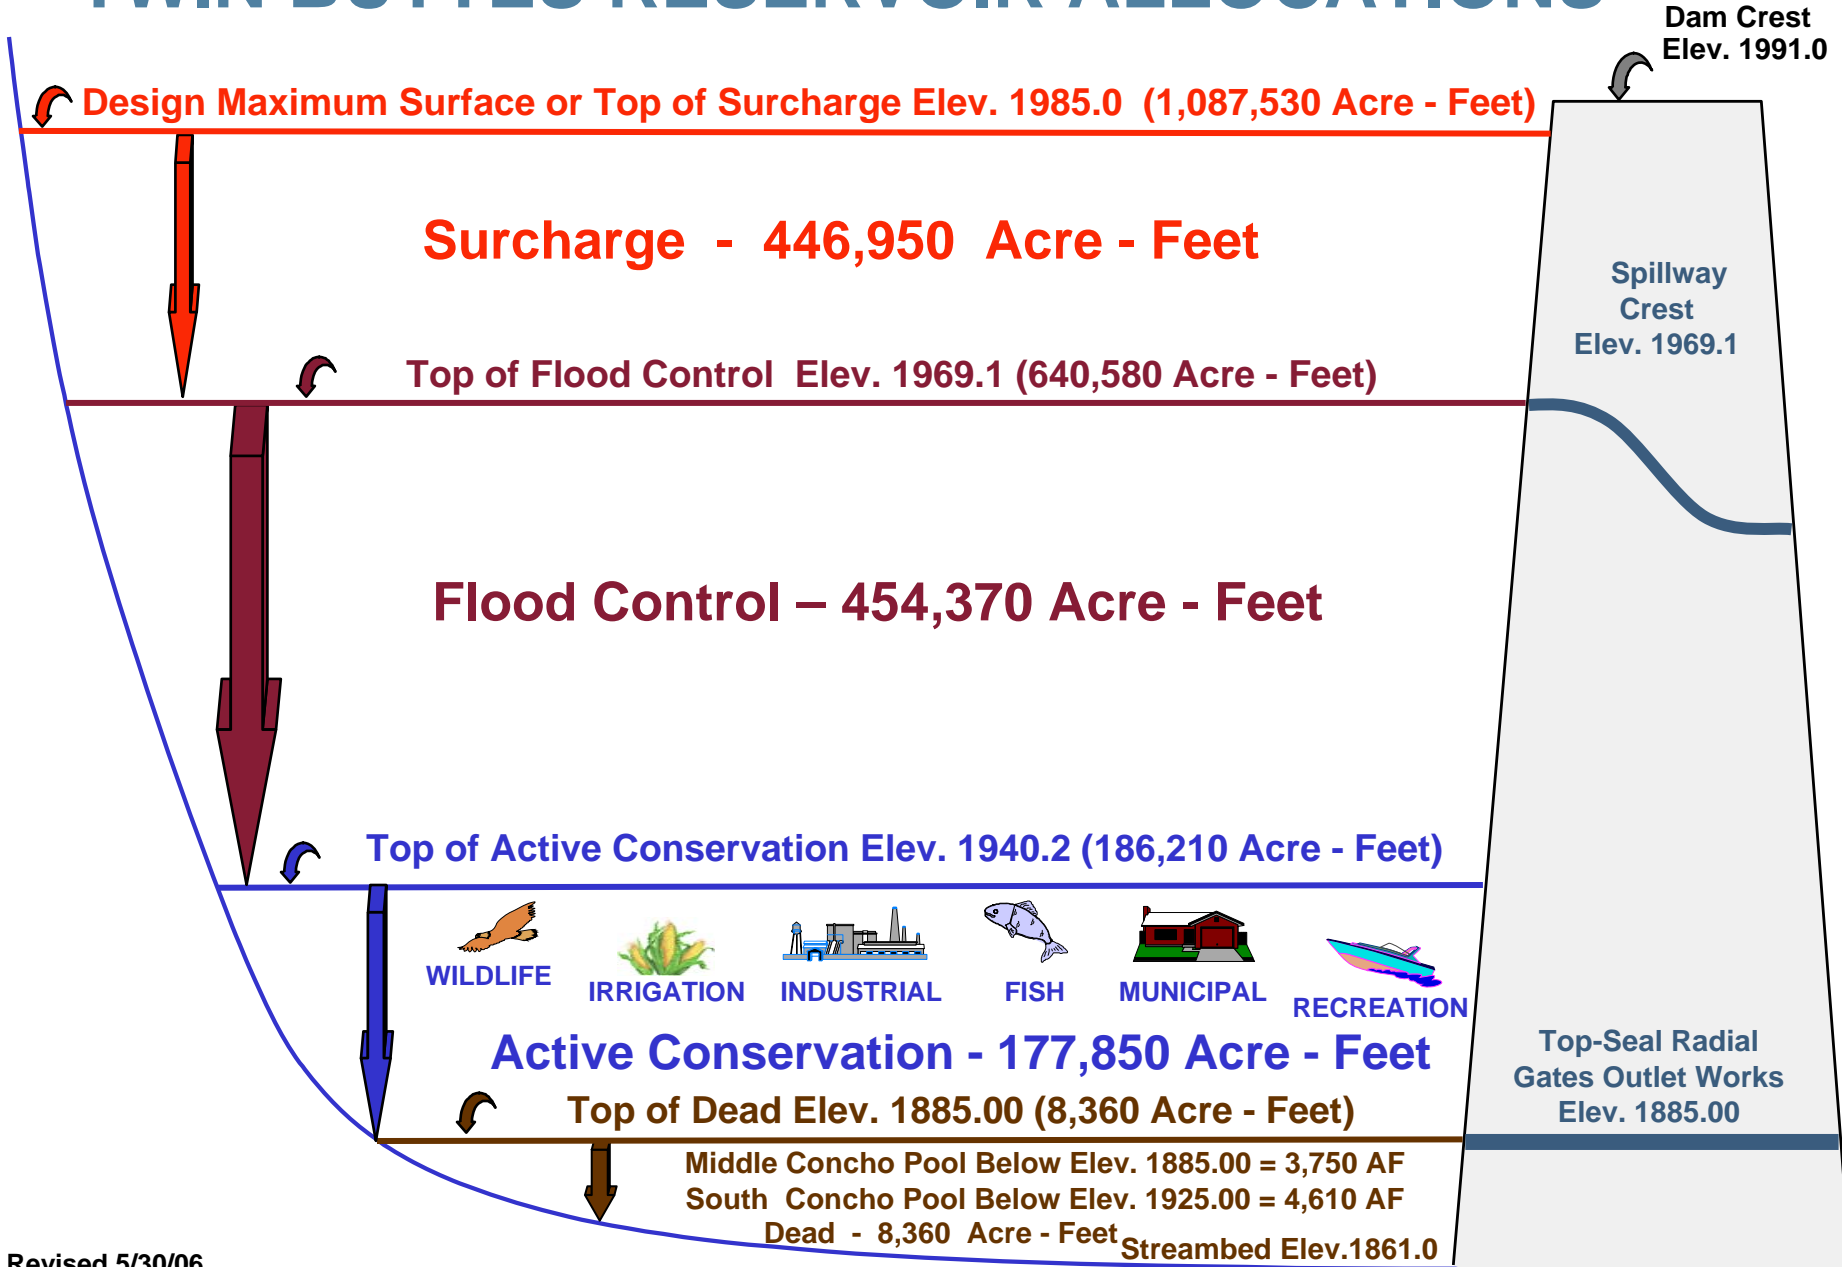 TWIN BUTTES RESERVOIR ALLOCATIONS
Dam Crest
Elev. 1991.0
Design Maximum Surface or Top of Surcharge Elev. 1985.0  (1,087,530 Acre - Feet)
Surcharge  -  446,950  Acre - Feet
Spillway
Crest
Elev. 1969.1
Top of Flood Control  Elev. 1969.1 (640,580 Acre - Feet)
Flood Control – 454,370 Acre - Feet
Top of Active Conservation Elev. 1940.2 (186,210 Acre - Feet)
WILDLIFE
IRRIGATION
INDUSTRIAL
FISH
MUNICIPAL
RECREATION
Active Conservation - 177,850 Acre - Feet
Top-Seal Radial
Gates Outlet Works
Elev. 1885.00
Top of Dead Elev. 1885.00 (8,360 Acre - Feet)
Middle Concho Pool Below Elev. 1885.00 = 3,750 AF
South  Concho Pool Below Elev. 1925.00 = 4,610 AF
Dead  -  8,360  Acre - Feet
Streambed Elev.1861.0
Revised 5/30/06